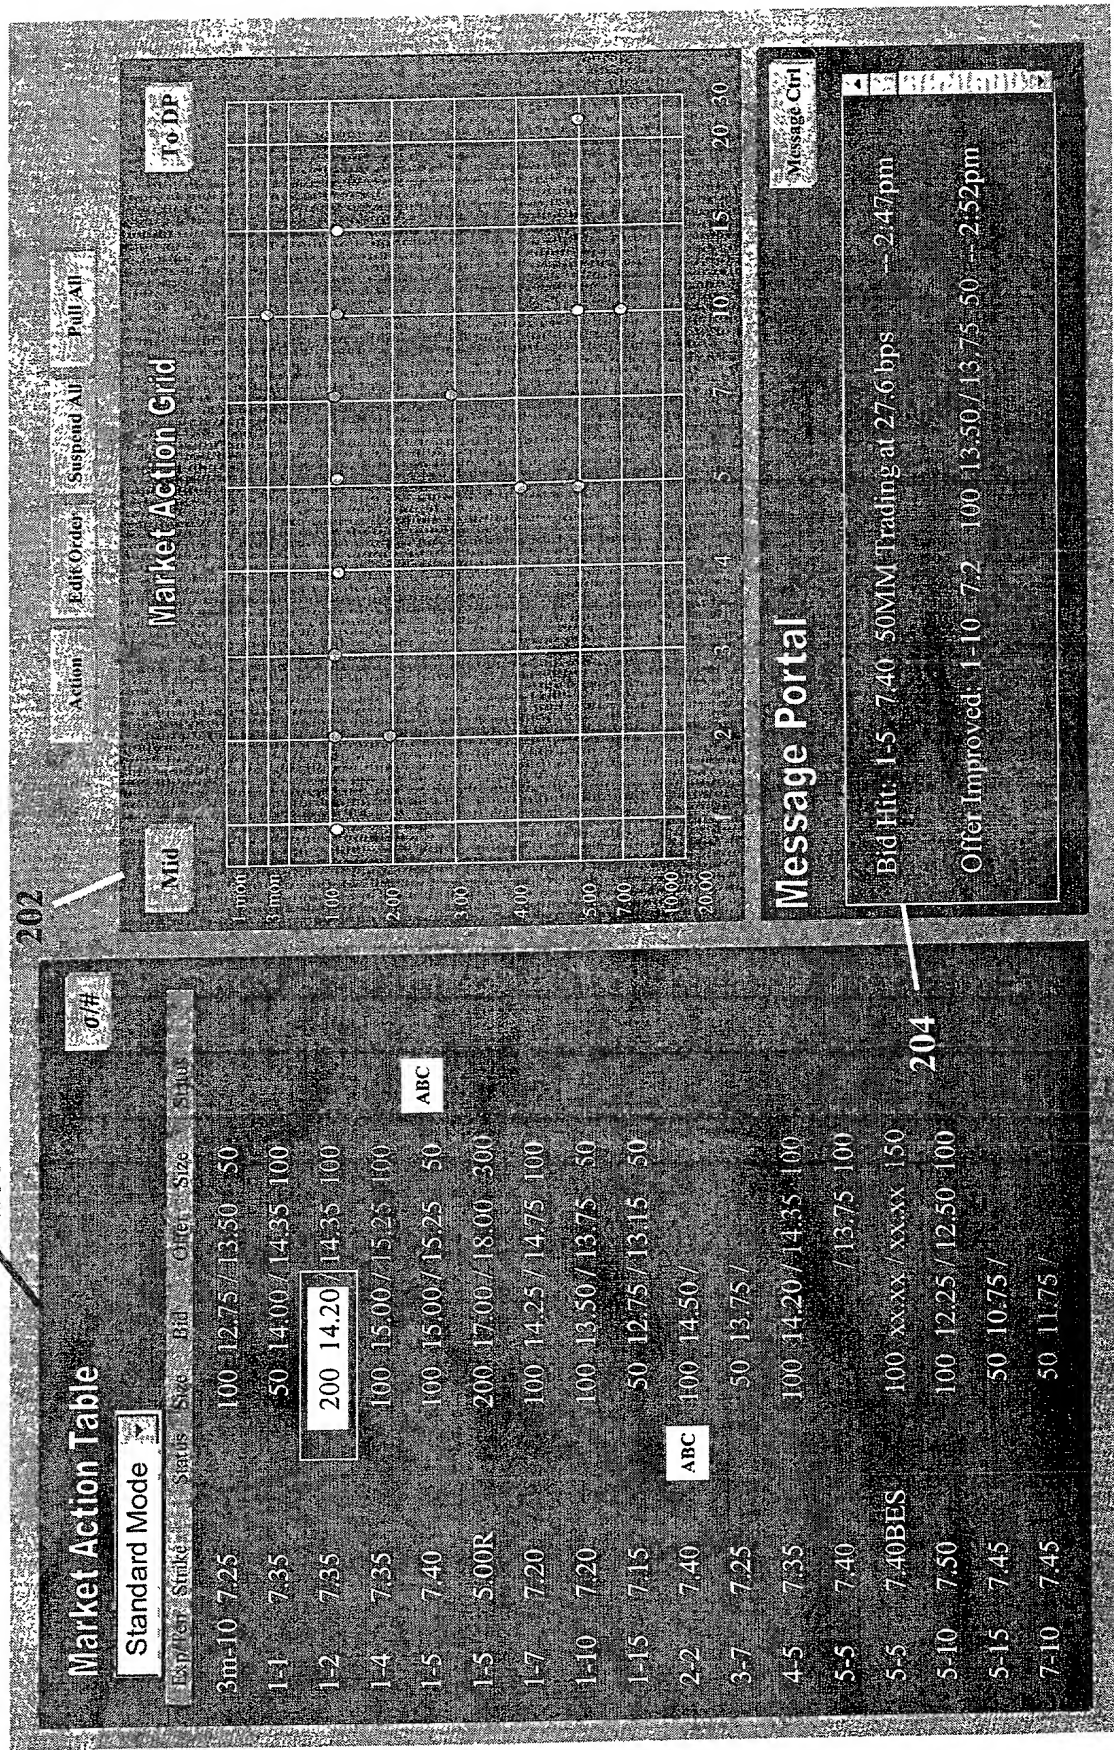 Market Action Table
σ/#
Standard Mode
Exp/Ten Strike Status Size Bid Offer Size Status
3m-10 7.25 100 12.75 / 13.50 50
1-1 7.35 50 14.00 / 14.35 100
1-2 7.35 200 14.20 / 14.35 100
1-4 7.35 100 15.00 / 15.25 100
1-5 7.40 100 15.00 / 15.25 50 ABC
1-5 5.00R 200 17.00 / 18.00 300
1-7 7.20 100 14.25 / 14.75 100
1-10 7.20 100 13.50 / 13.75 50
1-15 7.15 50 12.75 / 13.15 50
2-2 7.40 ABC 100 14.50 /
3-7 7.25 50 13.75 /
4-5 7.35 100 14.20 / 14.35 100
5-5 7.40 / 13.75 100
5-5 7.40BES 100 xx.xx / xx.xx 150
5-10 7.50 100 12.25 / 12.50 100
5-15 7.45 50 10.75 /
7-10 7.45 50 11.75 /
202
Action Edit Order Suspend All Pull All
Mid
Market Action Grid
To DP
1 mon
3 mon
1.00
2.00
3.00
4.00
5.00
7.00
10.00
20.00
1 2 3 4 5 7 10 15 20 30
Message Portal
Message Ctrl
Bid Hit: 1-5 7.40 50MM Trading at 27.6 bps -- 2:47pm
Offer Improved: 1-10 7.2 100 13.50 / 13.75 50 -- 2:52pm
204